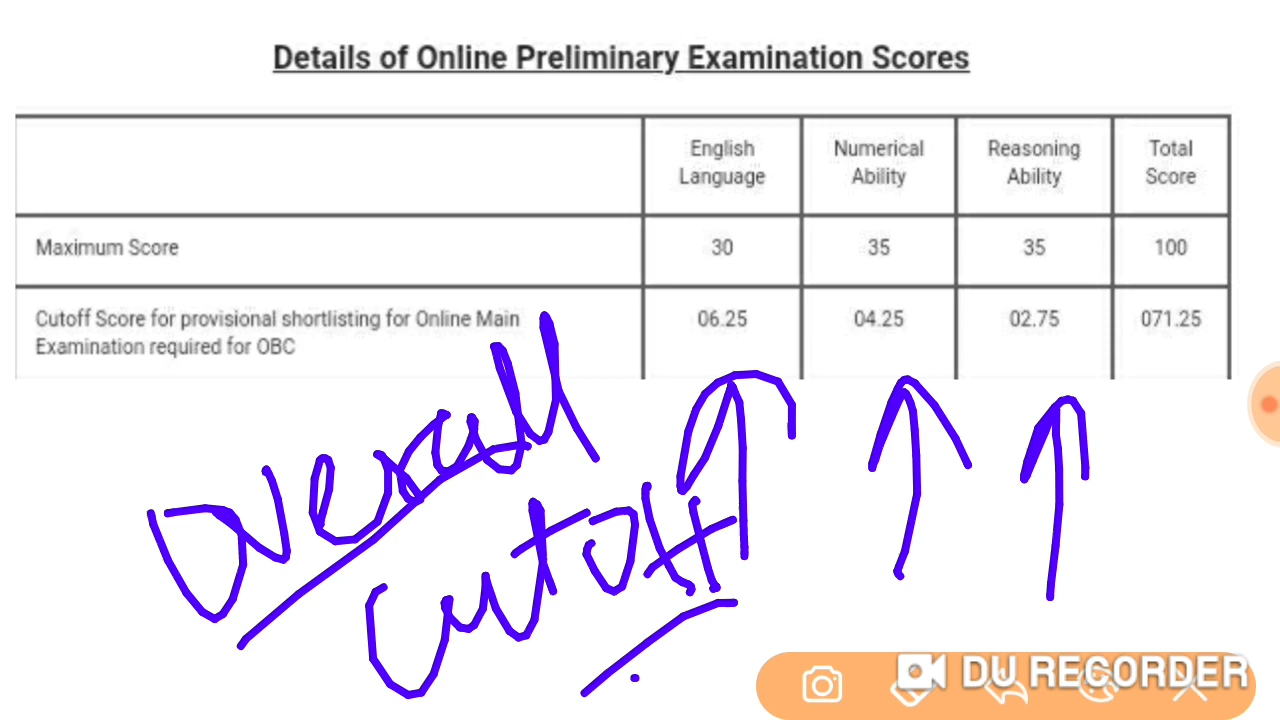 Details of Online Preliminary Examination Scores
English Language
Numerical Ability
Reasoning Ability
Total Score
Maximum Score 30 35 35 100
Cutoff Score for provisional shortlisting for Online Main 06.25 04.25 02.75 071.25
Examination required for OBC
overall
cutoff
DU RECORDER